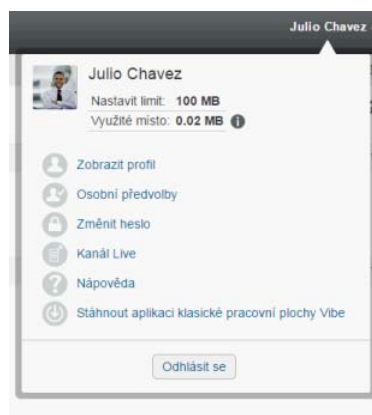 Julio Chavez
Julio Chavez
Nastavit limit: 100 MB
Využité místo: 0.02 MB
Zobrazit profil
Osobní předvolby
Změnit heslo
Kanál Live
Nápověda
Stáhnout aplikaci klasické pracovní plochy Vibe
Odhlásit se